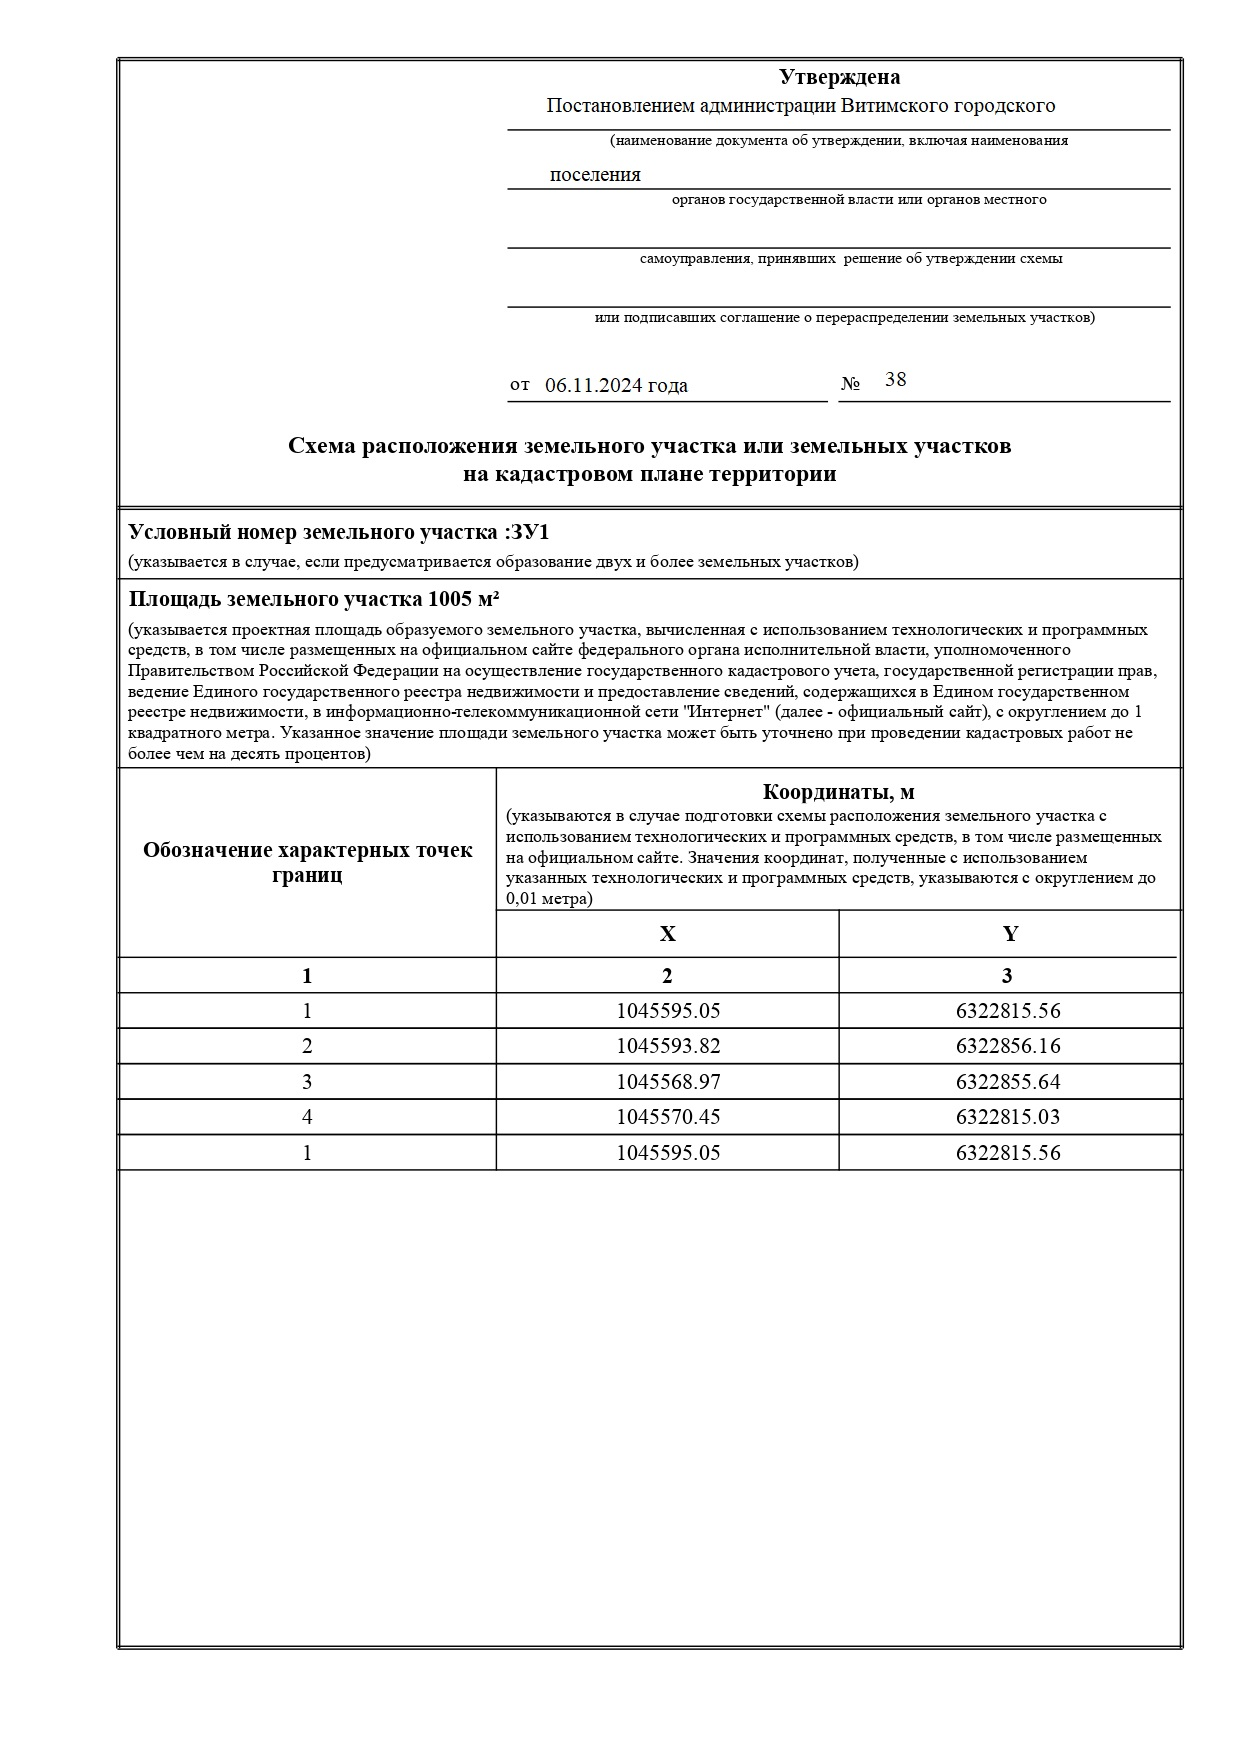 Утверждена
Постановлением администрации Витимского городского
(наименование документа об утверждении, включая наименования
поселения
органов государственной власти или органов местного
самоуправления, принявших решение об утверждении схемы
или подписавших соглашение о перераспределении земельных участков)
от 06.11.2024 года № 38
Схема расположения земельного участка или земельных участков
на кадастровом плане территории
Условный номер земельного участка :ЗУ1
(указывается в случае, если предусматривается образование двух и более земельных участков)
Площадь земельного участка 1005 м²
(указывается проектная площадь образуемого земельного участка, вычисленная с использованием технологических и программных
средств, в том числе размещенных на официальном сайте федерального органа исполнительной власти, уполномоченного
Правительством Российской Федерации на осуществление государственного кадастрового учета, государственной регистрации прав,
ведение Единого государственного реестра недвижимости и предоставление сведений, содержащихся в Едином государственном
реестре недвижимости, в информационно-телекоммуникационной сети "Интернет" (далее - официальный сайт), с округлением до 1
квадратного метра. Указанное значение площади земельного участка может быть уточнено при проведении кадастровых работ не
более чем на десять процентов)
Обозначение характерных точек
границ
Координаты, м
(указываются в случае подготовки схемы расположения земельного участка с
использованием технологических и программных средств, в том числе размещенных
на официальном сайте. Значения координат, полученные с использованием
указанных технологических и программных средств, указываются с округлением до
0,01 метра)
X Y
1 2 3
1 1045595.05 6322815.56
2 1045593.82 6322856.16
3 1045568.97 6322855.64
4 1045570.45 6322815.03
1 1045595.05 6322815.56